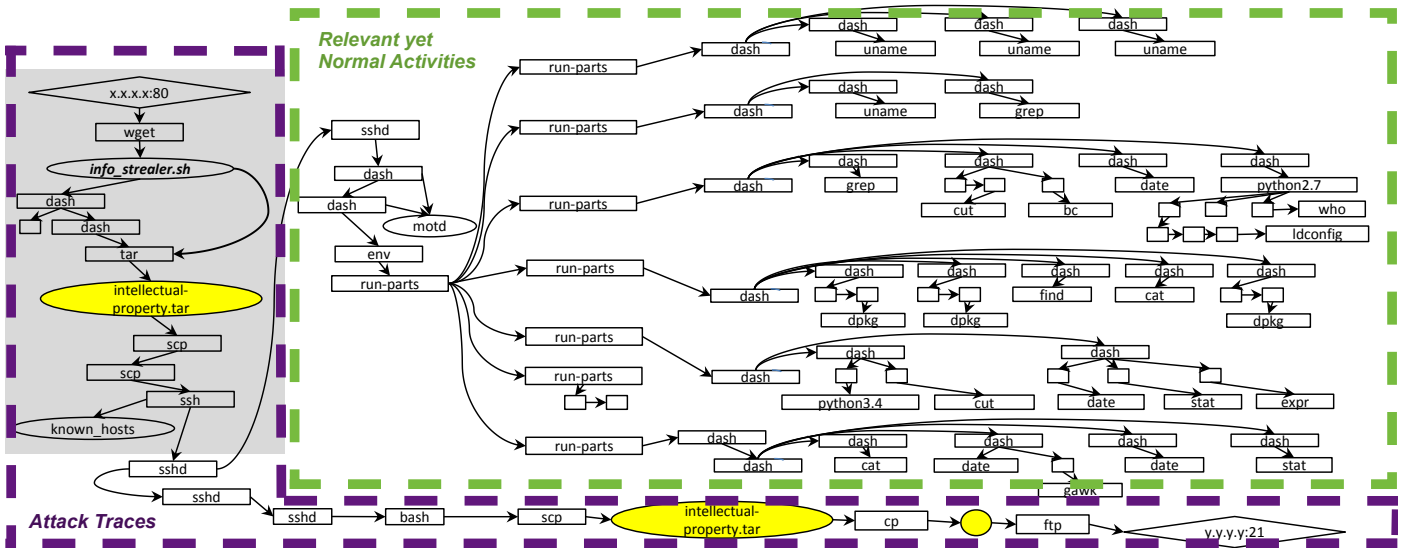 Relevant yet
Normal Activities
x.x.x.x:80
wget
info_strealer.sh
dash
dash
tar
intellectual-
property.tar
scp
scp
ssh
known_hosts
sshd
sshd
sshd
dash
dash
motd
env
run-parts
run-parts
dash
dash
uname
dash
uname
dash
uname
run-parts
dash
dash
uname
dash
grep
run-parts
dash
dash
grep
dash
cut
bc
dash
date
dash
python2.7
who
ldconfig
run-parts
dash
dash
dpkg
dash
dpkg
dash
find
dash
cat
dash
dpkg
run-parts
dash
dash
python3.4
cut
dash
date
stat
expr
run-parts
run-parts
dash
dash
dash
cat
dash
date
gawk
dash
date
dash
stat
Attack Traces
sshd
bash
scp
intellectual-
property.tar
cp
ftp
y.y.y.y:21